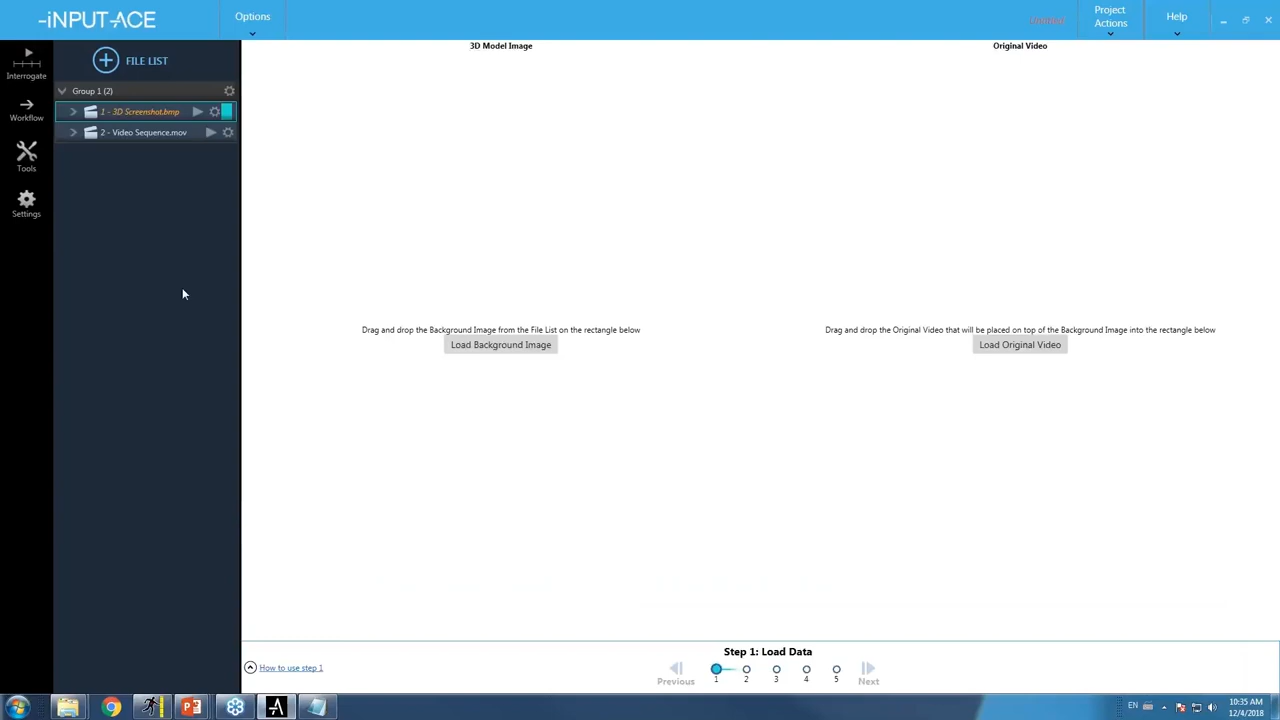 -iNPUT-ACE
Options
Untitled
Project
Actions
Help
Interrogate
Workflow
Tools
Settings
FILE LIST
Group 1 (2)
1 - 3D Screenshot.bmp
2 - Video Sequence.mov
3D Model Image
Original Video
Drag and drop the Background Image from the File List on the rectangle below
Load Background Image
Drag and drop the Original Video that will be placed on top of the Background Image into the rectangle below
Load Original Video
Step 1: Load Data
How to use step 1
Previous
1
2
3
4
5
Next
EN
10:35 AM
12/4/2018